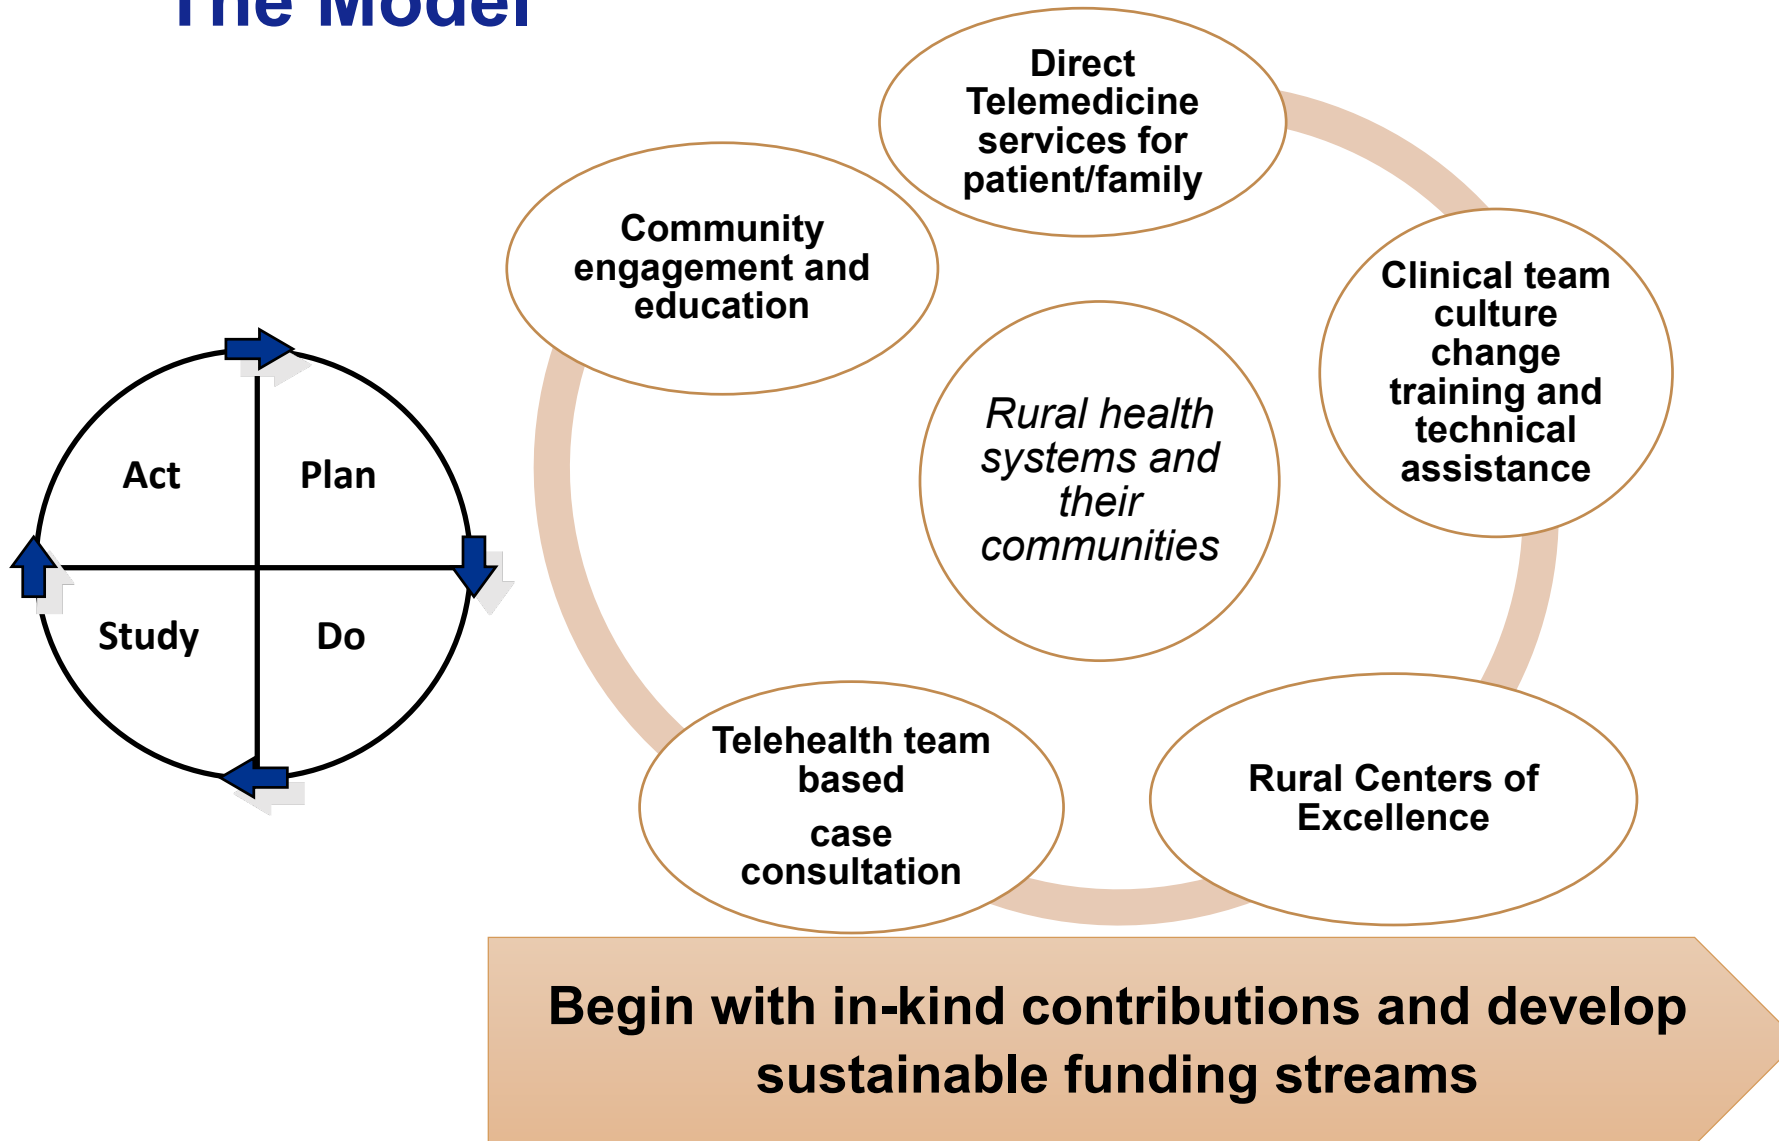 The Model
Direct
Telemedicine
services for
patient/family
Community
engagement and
education
Clinical team
culture
change
training and
technical
assistance
Rural health
systems and
their
communities
Act
Plan
Study
Do
Telehealth team
based
case
consultation
Rural Centers of
Excellence
Begin with in-kind contributions and develop
sustainable funding streams